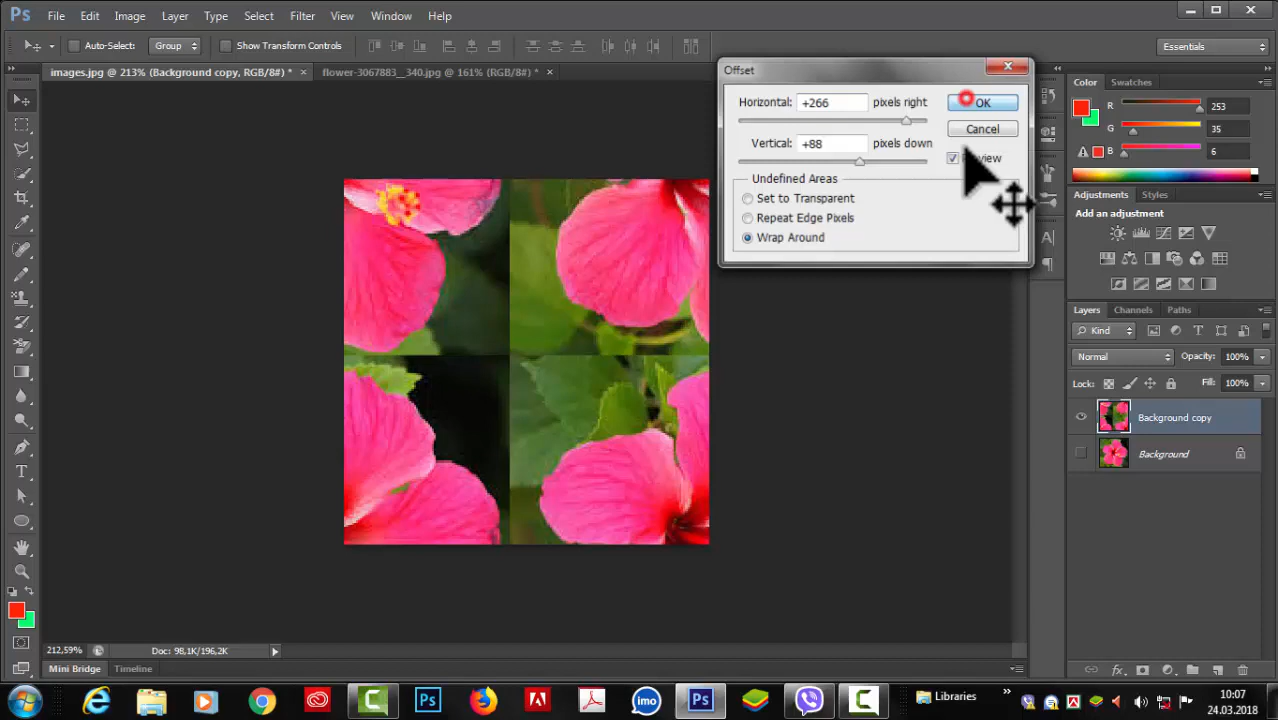 Ps File Edit Image Layer Type Select Filter View Window Help
Auto-Select: Group Show Transform Controls Essentials
images.jpg @ 213% (Background copy, RGB/8#) * × flower-3067883__340.jpg @ 161% (RGB/8#) * ×
Offset
Horizontal: +266 pixels right OK
Vertical: +88 pixels down Cancel
Undefined Areas
Set to Transparent
Repeat Edge Pixels
Wrap Around
Color Swatches
R 253
G 35
B 6
Adjustments Styles
Add an adjustment
Layers Channels Paths
Kind
Normal Opacity: 100%
Lock: Fill: 100%
Background copy
Background
212,59% Doc: 98,1K/196,2K
Mini Bridge Timeline
Ps imo Ps Libraries »
10:07
24.03.2018